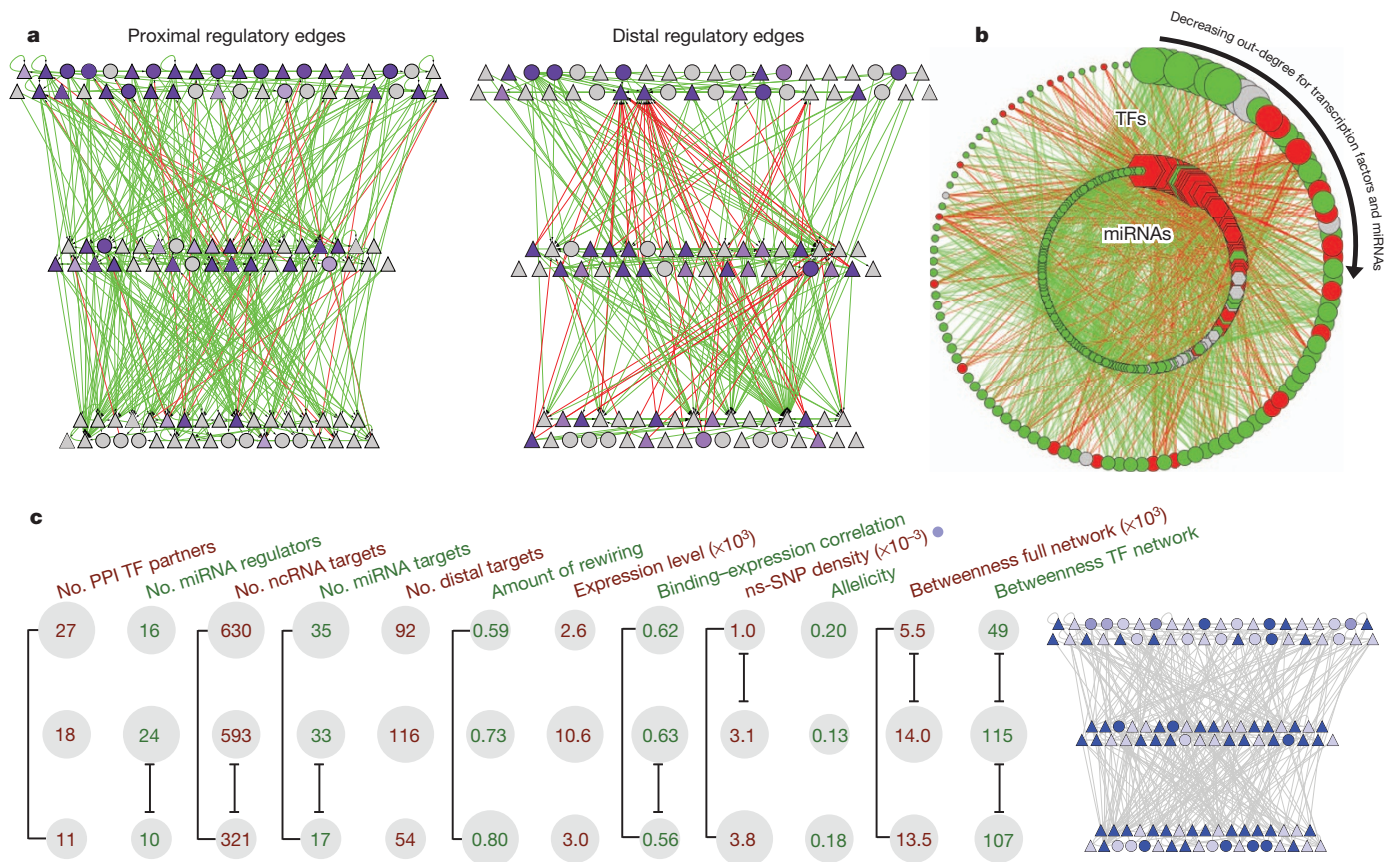 a
Proximal regulatory edges
Distal regulatory edges
b
Decreasing out-degree for transcription factors and miRNAs
TFs
miRNAs
c
No. PPI TF partners
No. miRNA regulators
No. ncRNA targets
No. miRNA targets
No. distal targets
Amount of rewiring
Expression level (×10³)
Binding–expression correlation
ns-SNP density (×10⁻³)
Allelicity
Betweenness full network (×10³)
Betweenness TF network
27 16 630 35 92 0.59 2.6 0.62 1.0 0.20 5.5 49
18 24 593 33 116 0.73 10.6 0.63 3.1 0.13 14.0 115
11 10 321 17 54 0.80 3.0 0.56 3.8 0.18 13.5 107